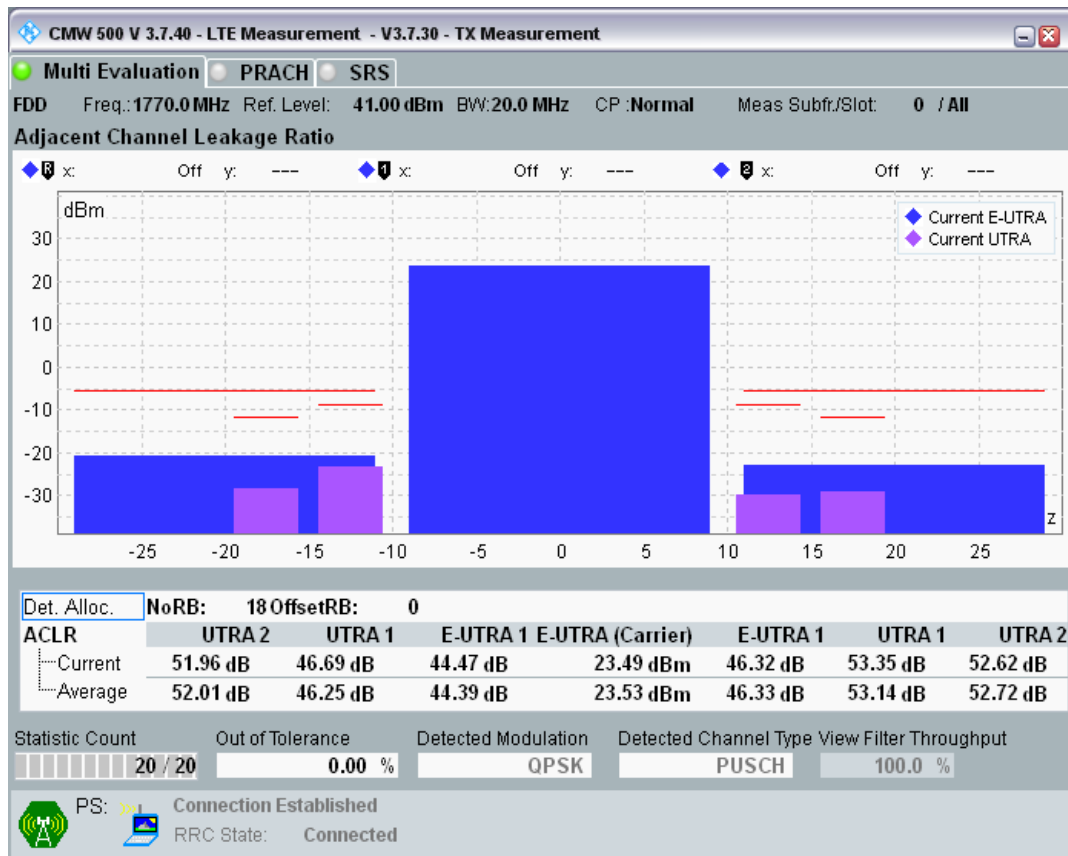 CMW 500 V 3.7.40 - LTE Measurement - V3.7.30 - TX Measurement
Multi Evaluation PRACH SRS
FDD Freq.:1770.0 MHz Ref. Level: 41.00 dBm BW:20.0 MHz CP :Normal Meas Subfr./Slot: 0 / All
Adjacent Channel Leakage Ratio
R x: Off y: --- 1 x: Off y: --- 2 x: Off y: ---
dBm
Current E-UTRA
Current UTRA
30
20
10
0
-10
-20
-30
z
-25 -20 -15 -10 -5 0 5 10 15 20 25
Det. Alloc. NoRB: 18 OffsetRB: 0
ACLR UTRA 2 UTRA 1 E-UTRA 1 E-UTRA (Carrier) E-UTRA 1 UTRA 1 UTRA 2
Current 51.96 dB 46.69 dB 44.47 dB 23.49 dBm 46.32 dB 53.35 dB 52.62 dB
Average 52.01 dB 46.25 dB 44.39 dB 23.53 dBm 46.33 dB 53.14 dB 52.72 dB
Statistic Count Out of Tolerance Detected Modulation Detected Channel Type View Filter Throughput
20 / 20 0.00 % QPSK PUSCH 100.0 %
PS: Connection Established
RRC State: Connected